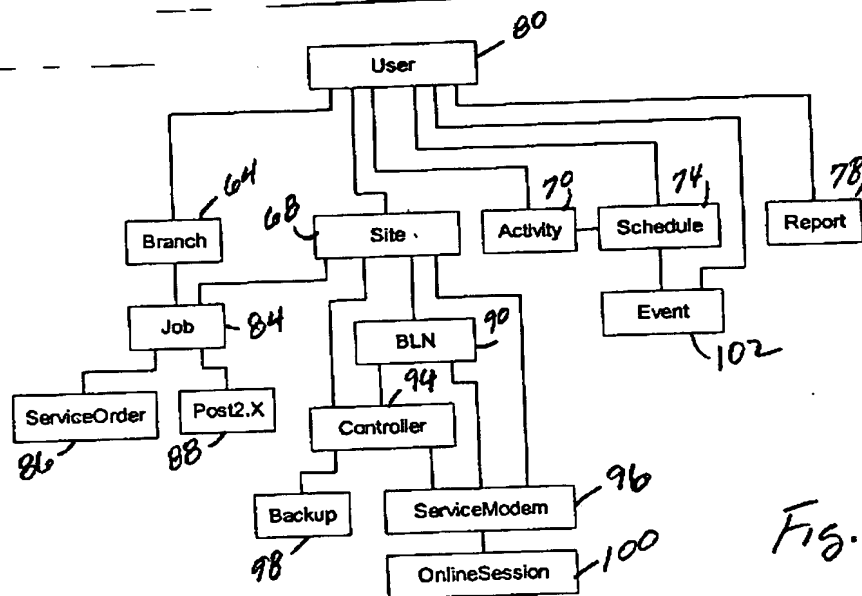 80
User
64
70
74
78
68
Branch
Site
Activity
Schedule
Report
Job
84
90
BLN
Event
102
94
ServiceOrder
Post2.X
Controller
86
88
96
Backup
ServiceModem
98
OnlineSession
100
Fig.